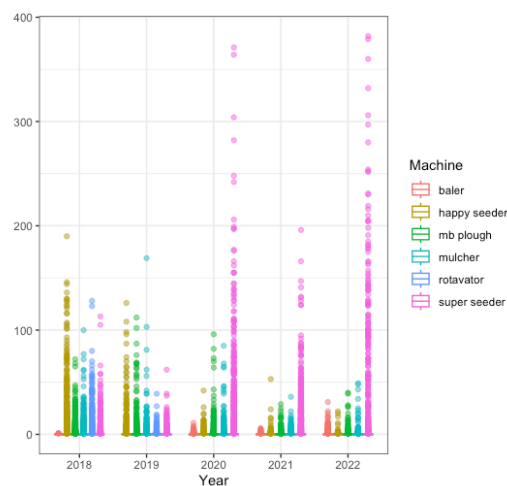 400
300
200
100
0
2018 2019 2020 2021 2022
Year
Machine
baler
happy seeder
mb plough
mulcher
rotavator
super seeder